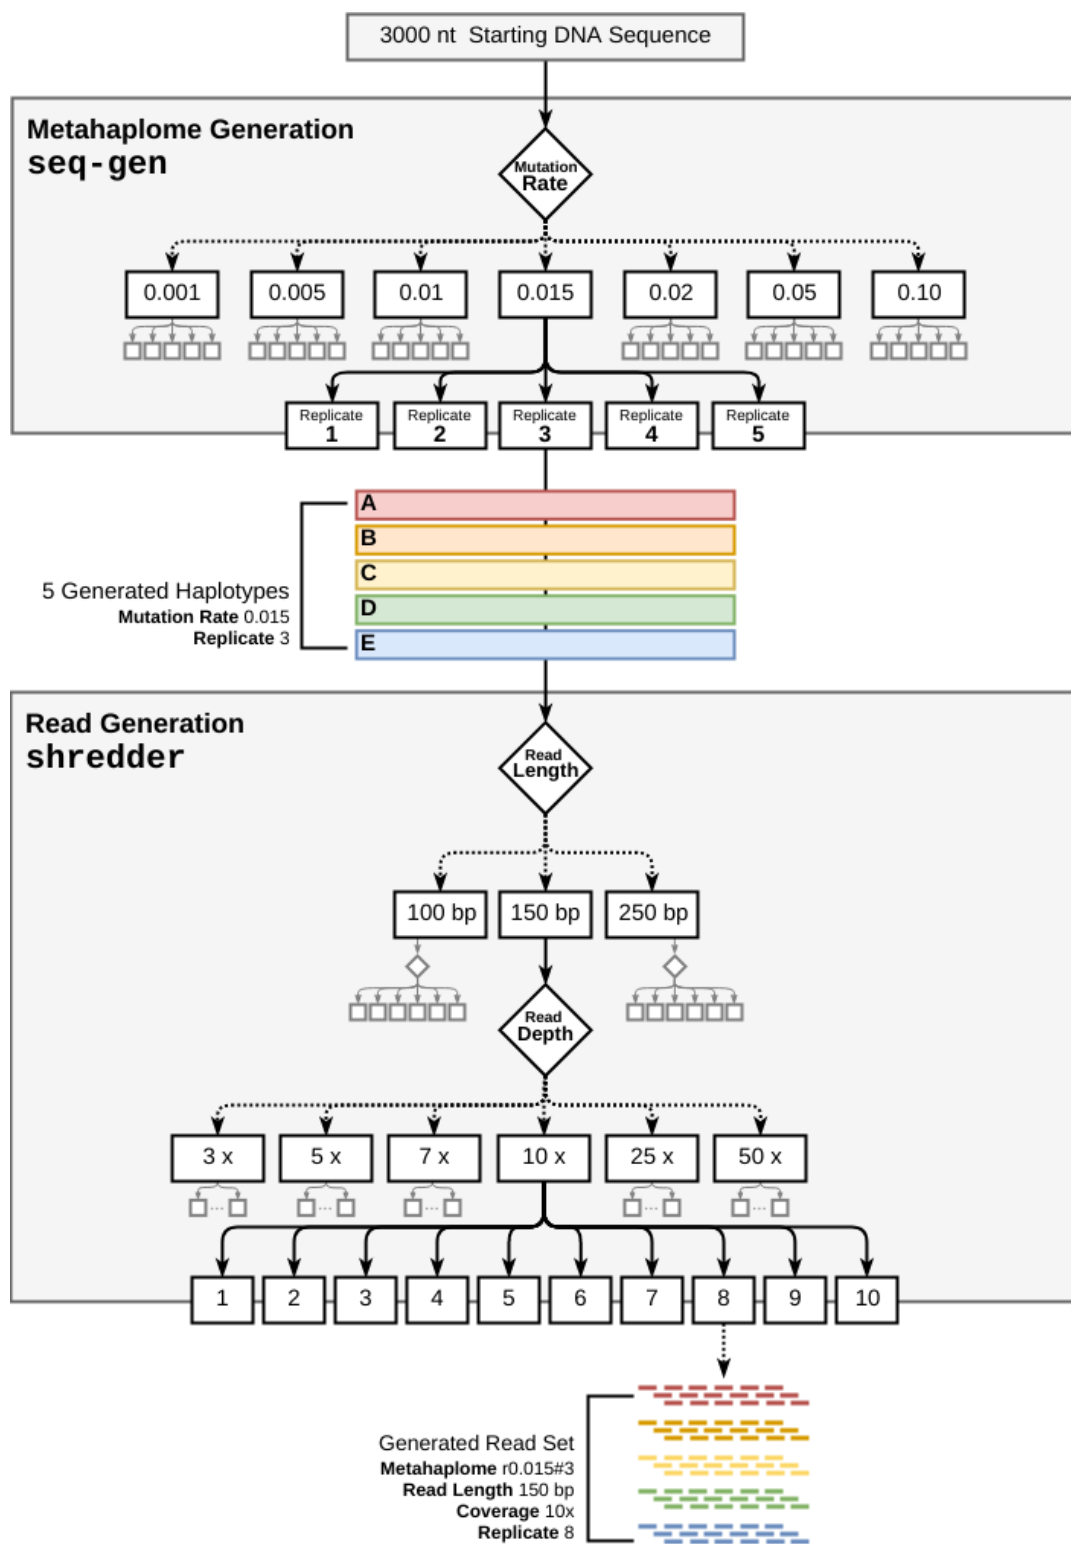 3000 nt Starting DNA Sequence
Metahaplome Generation
seq-gen
Mutation
Rate
0.001
0.005
0.01
0.015
0.02
0.05
0.10
Replicate
1
Replicate
2
Replicate
3
Replicate
4
Replicate
5
A
B
C
D
E
5 Generated Haplotypes
Mutation Rate 0.015
Replicate 3
Read Generation
shredder
Read
Length
100 bp
150 bp
250 bp
Read
Depth
3 x
5 x
7 x
10 x
25 x
50 x
...
...
...
...
...
1
2
3
4
5
6
7
8
9
10
Generated Read Set
Metahaplome r0.015#3
Read Length 150 bp
Coverage 10x
Replicate 8